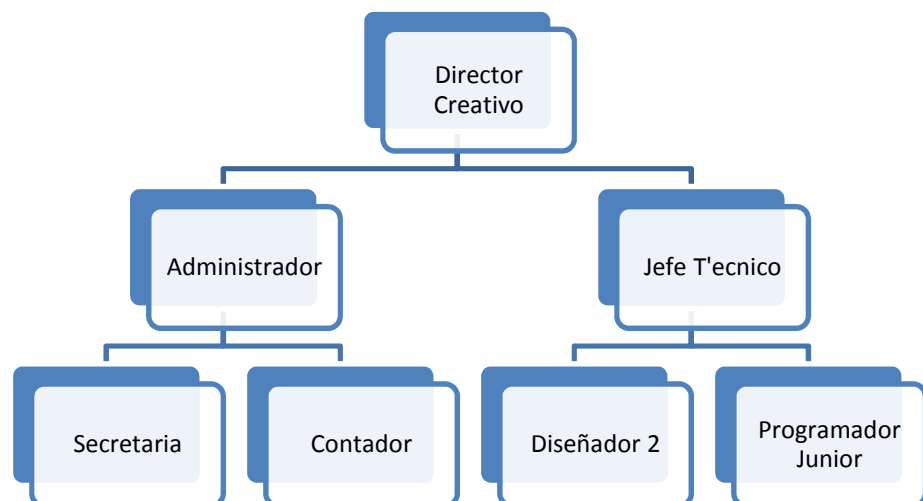 Director
Creativo
Administrador
Jefe T'ecnico
Secretaria
Contador
Diseñador 2
Programador
Junior